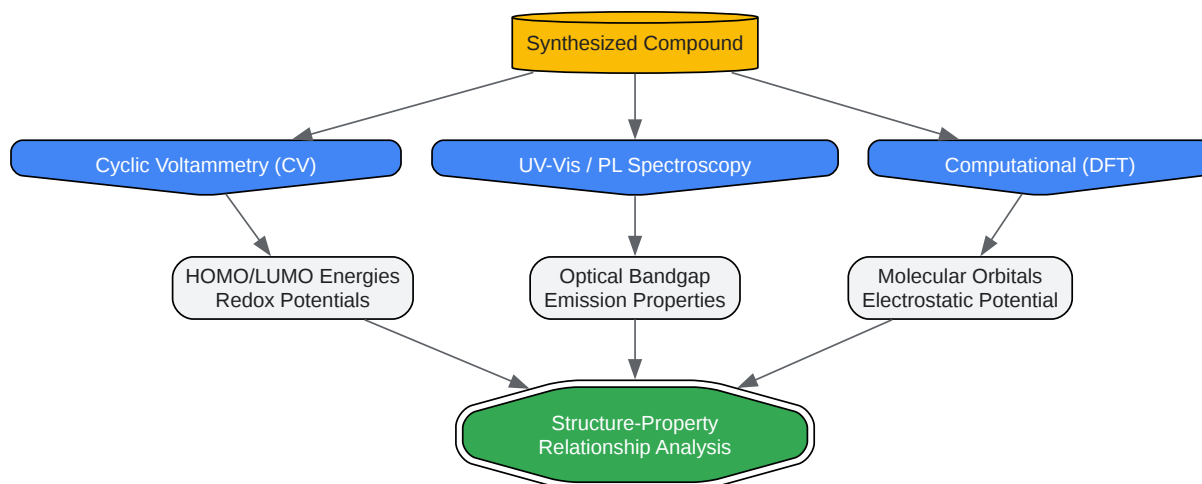 Synthesized Compound
Cyclic Voltammetry (CV)
UV-Vis / PL Spectroscopy
Computational (DFT)
HOMO/LUMO Energies
Redox Potentials
Optical Bandgap
Emission Properties
Molecular Orbitals
Electrostatic Potential
Structure-Property
Relationship Analysis